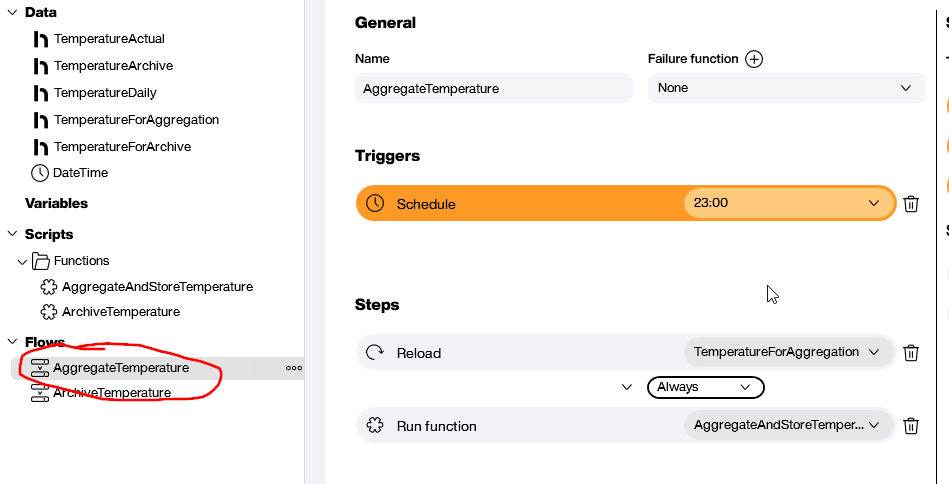 Data
TemperatureActual
TemperatureArchive
TemperatureDaily
TemperatureForAggregation
TemperatureForArchive
DateTime
Variables
Scripts
Functions
AggregateAndStoreTemperature
ArchiveTemperature
Flows
AggregateTemperature
ArchiveTemperature
General
Name
Failure function
AggregateTemperature
None
Triggers
Schedule
23:00
Steps
Reload
TemperatureForAggregation
Always
Run function
AggregateAndStoreTemper...